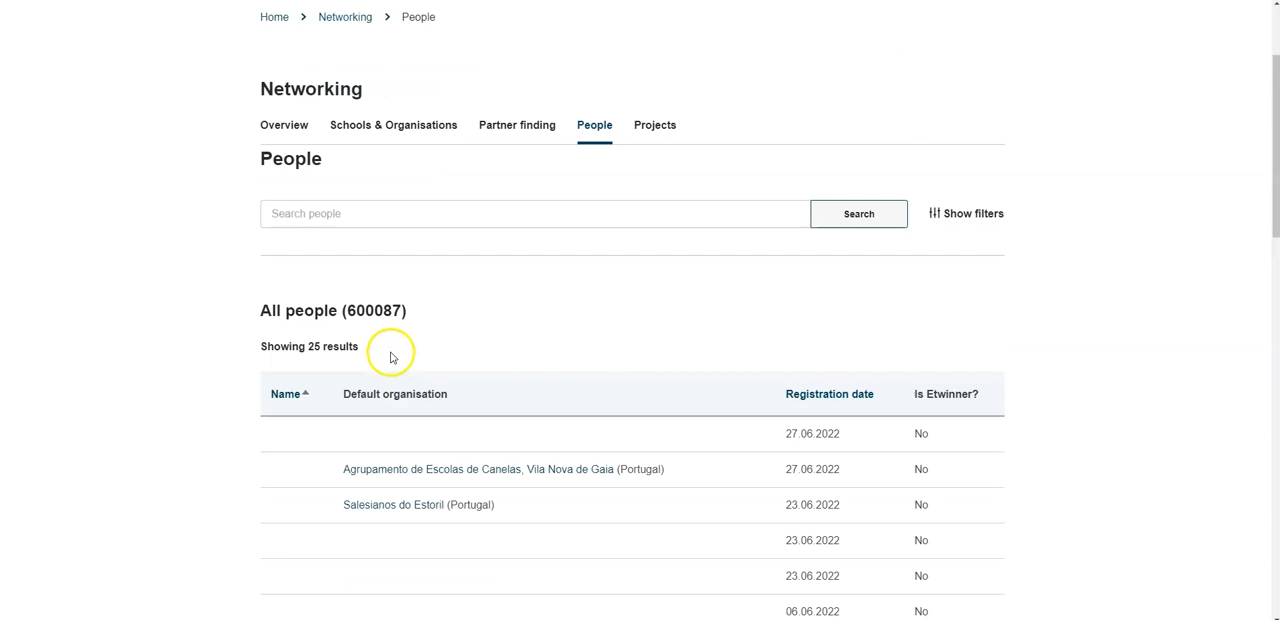 Home > Networking > People
Networking
Overview Schools & Organisations Partner finding People Projects
People
Search people Search Show filters
All people (600087)
Showing 25 results
Name Default organisation Registration date Is Etwinner?
27.06.2022 No
Agrupamento de Escolas de Canelas, Vila Nova de Gaia (Portugal) 27.06.2022 No
Salesianos do Estoril (Portugal) 23.06.2022 No
23.06.2022 No
23.06.2022 No
06.06.2022 No